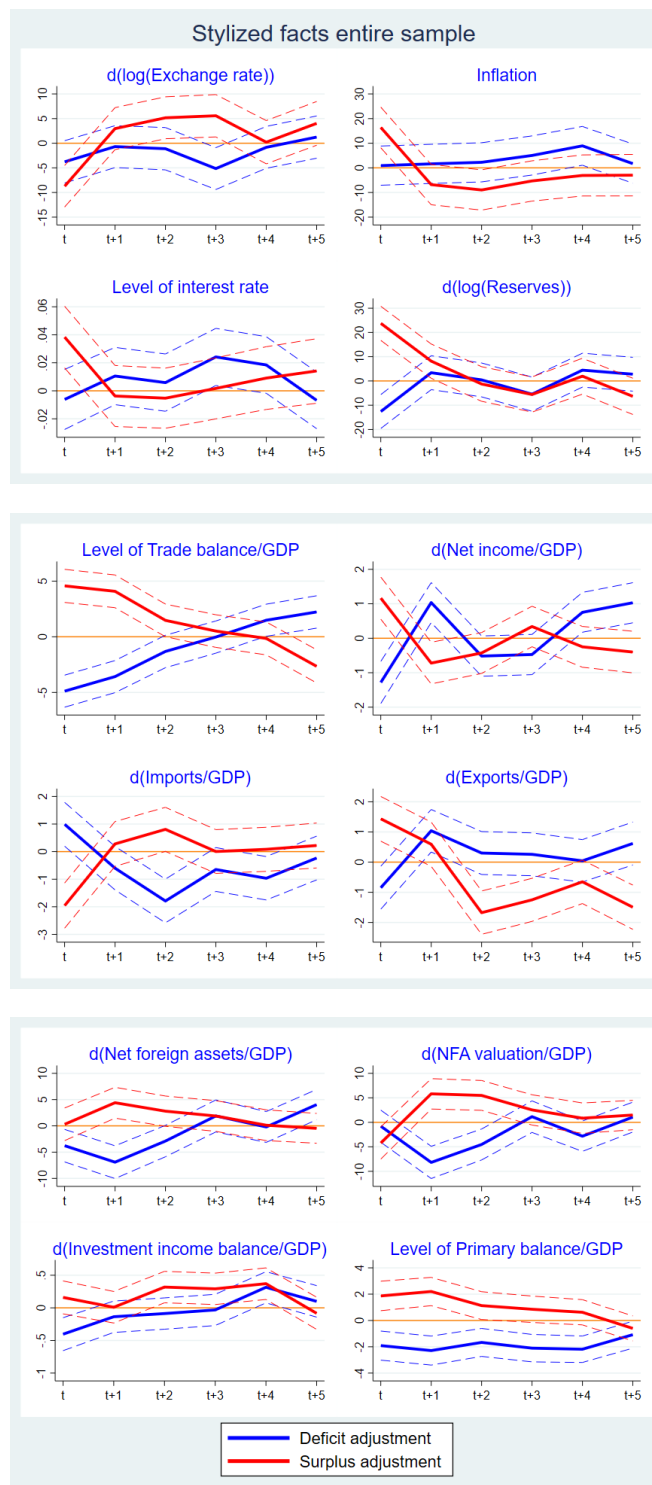 Stylized facts entire sample
d(log(Exchange rate))
10
5
0
-5
-10
-15
t t+1 t+2 t+3 t+4 t+5
Inflation
30
20
10
0
-10
-20
t t+1 t+2 t+3 t+4 t+5
Level of interest rate
.06
.04
.02
0
-.02
t t+1 t+2 t+3 t+4 t+5
d(log(Reserves))
30
20
10
0
-10
-20
t t+1 t+2 t+3 t+4 t+5
Level of Trade balance/GDP
5
0
-5
t t+1 t+2 t+3 t+4 t+5
d(Net income/GDP)
2
1
0
-1
-2
t t+1 t+2 t+3 t+4 t+5
d(Imports/GDP)
2
1
0
-1
-2
-3
t t+1 t+2 t+3 t+4 t+5
d(Exports/GDP)
2
1
0
-1
-2
t t+1 t+2 t+3 t+4 t+5
d(Net foreign assets/GDP)
10
5
0
-5
-10
t t+1 t+2 t+3 t+4 t+5
d(NFA valuation/GDP)
10
5
0
-5
-10
t t+1 t+2 t+3 t+4 t+5
d(Investment income balance/GDP)
.5
0
-.5
-1
t t+1 t+2 t+3 t+4 t+5
Level of Primary balance/GDP
4
2
0
-2
-4
t t+1 t+2 t+3 t+4 t+5
Deficit adjustment
Surplus adjustment